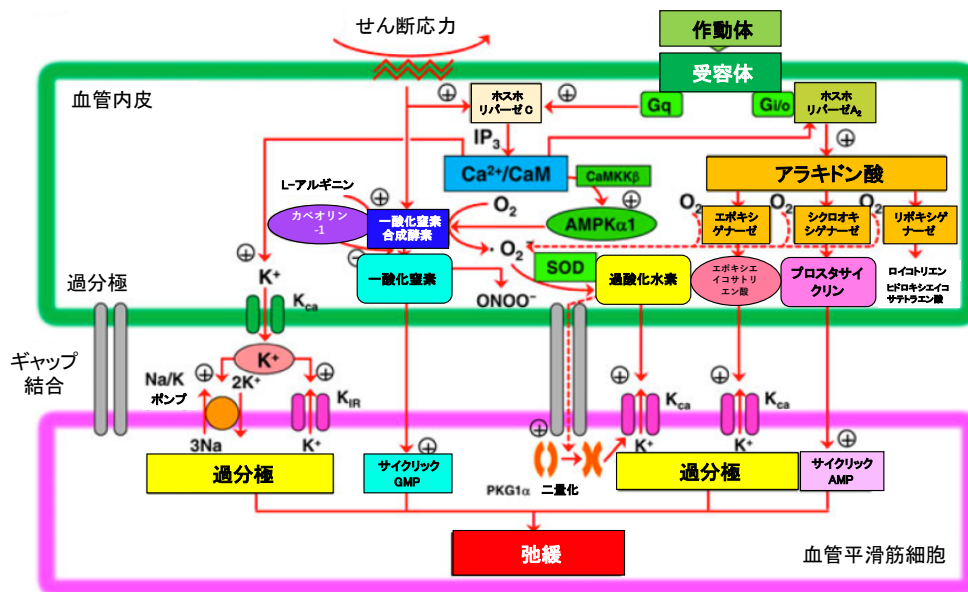 せん断応力
作動体
受容体
血管内皮
ホスホ
リパーゼ C
Gq
Gi/o
ホスホ
リパーゼA₂
IP₃
Ca²⁺/CaM
CaMKKβ
アラキドン酸
L-アルギニン
カベオリン
-1
一酸化窒素
合成酵素
O₂
AMPKα1
O₂
エポキシ
ゲナーゼ
O₂
シクロオキ
シゲナーゼ
O₂
リポキシゲ
ナーゼ
・O₂⁻
過分極
K⁺
K꜀ₐ
一酸化窒素
ONOO⁻
SOD
過酸化水素
エポキシエ
イコサトリ
エン酸
プロスタサイ
クリン
ロイコトリエン
ヒドロキシエイコ
サテトラエン酸
ギャップ
結合
K⁺
Na/K
ポンプ
2K⁺
3Na
K⁺
KIR
Kca
K⁺
Kca
K⁺
過分極
サイクリック
GMP
PKG1α
二量化
過分極
サイクリック
AMP
弛緩
血管平滑筋細胞